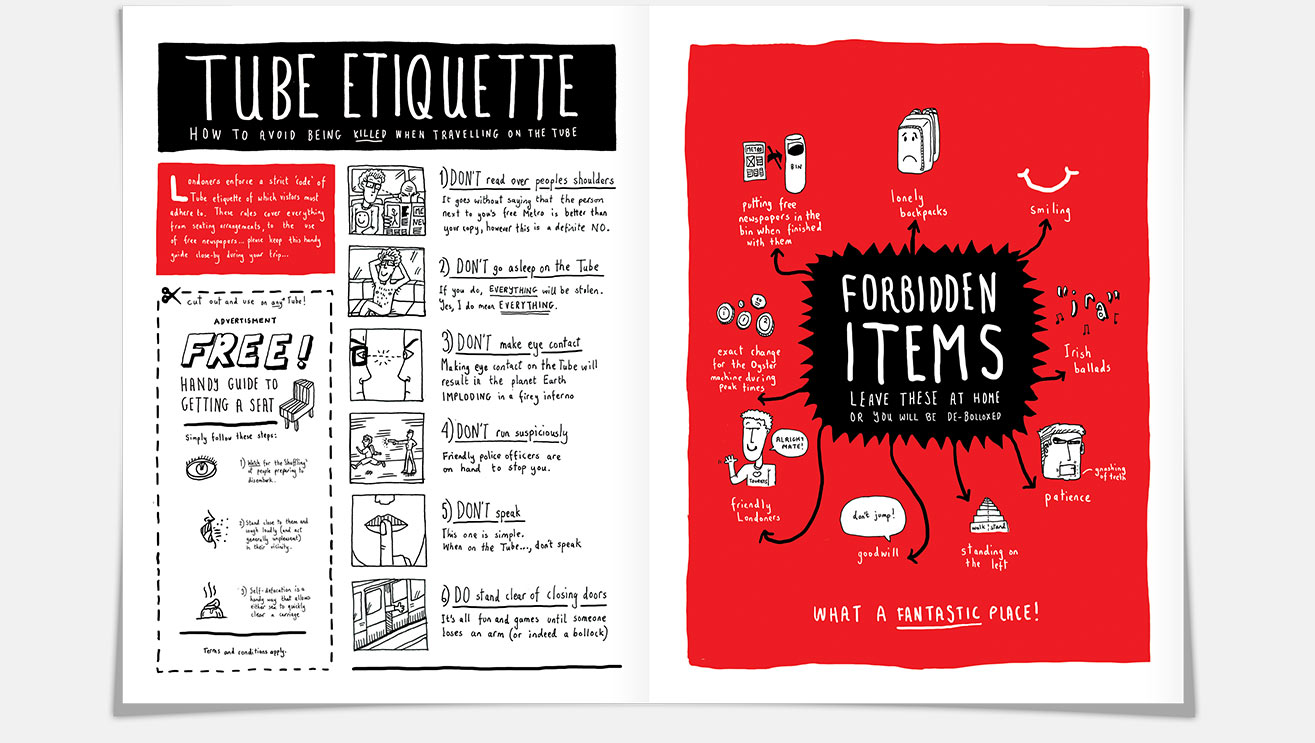 TUBE ETIQUETTE
HOW TO AVOID BEING KILLED WHEN TRAVELLING ON THE TUBE
Londoners enforce a strict 'code' of
Tube etiquette of which vistors must
adhere to. These rules cover everything
from seating arrangements, to the use
of free newspapers... please keep this handy
guide close-by during your trip...
cut out and use on any* Tube!
ADVERTISMENT
FREE!
HANDY GUIDE TO
GETTING A SEAT
Simply follow these steps:
1) Watch for the 'shuffling'
of people preparing to
disembark..
2) Stand close to them and
cough loudly (and act
generally unpleasant)
in their vicinity..
3) Self-defecation is a
handy way that allows
either sex to quickly
clear a carriage
Terms and conditions apply.
1) DON'T read over peoples shoulders
It goes without saying that the person
next to you's free Metro is better than
your copy, however this is a definite NO.
2) DON'T go asleep on the Tube
If you do, EVERYTHING will be stolen.
Yes, I do mean EVERYTHING.
3) DON'T make eye contact
Making eye contact on the Tube will
result in the planet Earth
IMPLODING in a firey inferno
4) DON'T run suspiciously
Friendly police officers are
on hand to stop you.
5) DON'T speak
This one is simple.
When on the Tube..., don't speak
6) DO stand clear of closing doors
It's all fun and games until someone
loses an arm (or indeed a bollock)
METRO
BIN
putting free
newspapers in the
bin when finished
with them
lonely
backpacks
smiling
FORBIDDEN
ITEMS
LEAVE THESE AT HOME
OR YOU WILL BE DE-BOLLOXED
exact change
for the Oyster
machine during
peak times
"jra"
Irish
ballads
ALRIGHT
MATE!
TOURISTS
friendly
Londoners
don't jump!
goodwill
walk stand
standing on
the left
gnashing
of teeth
patience
WHAT A FANTASTIC PLACE!